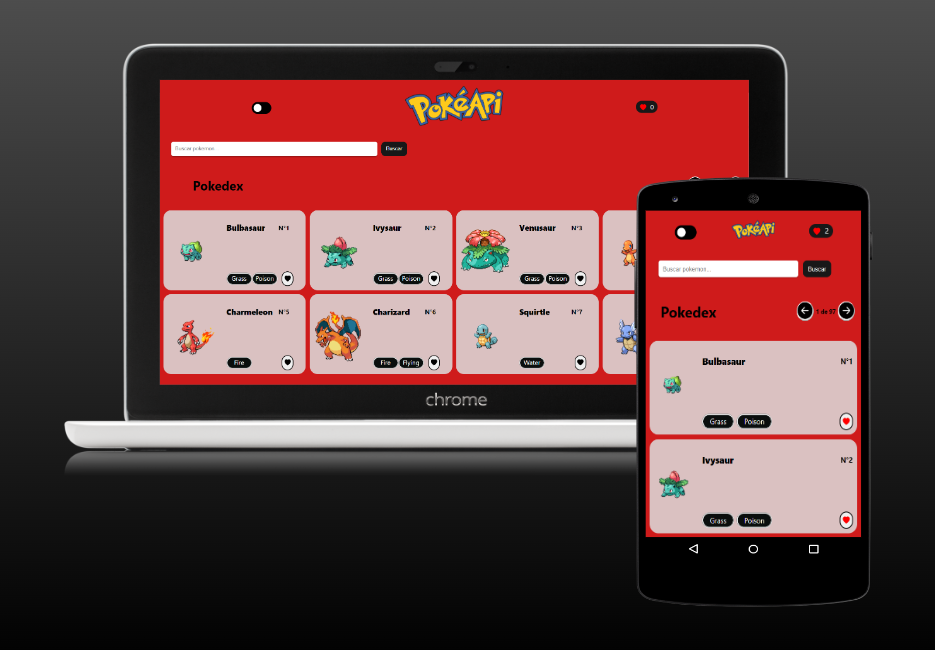 PokéApi
0
Buscar pokemon...
Buscar
Pokedex
Bulbasaur N°1
Grass Poison
Ivysaur N°2
Grass Poison
Venusaur N°3
Grass Poison
Charmeleon N°5
Fire
Charizard N°6
Fire Flying
Squirtle N°7
Water
chrome
PokéApi
2
Buscar pokemon...
Buscar
Pokedex
1 de 87
Bulbasaur N°1
Grass Poison
Ivysaur N°2
Grass Poison